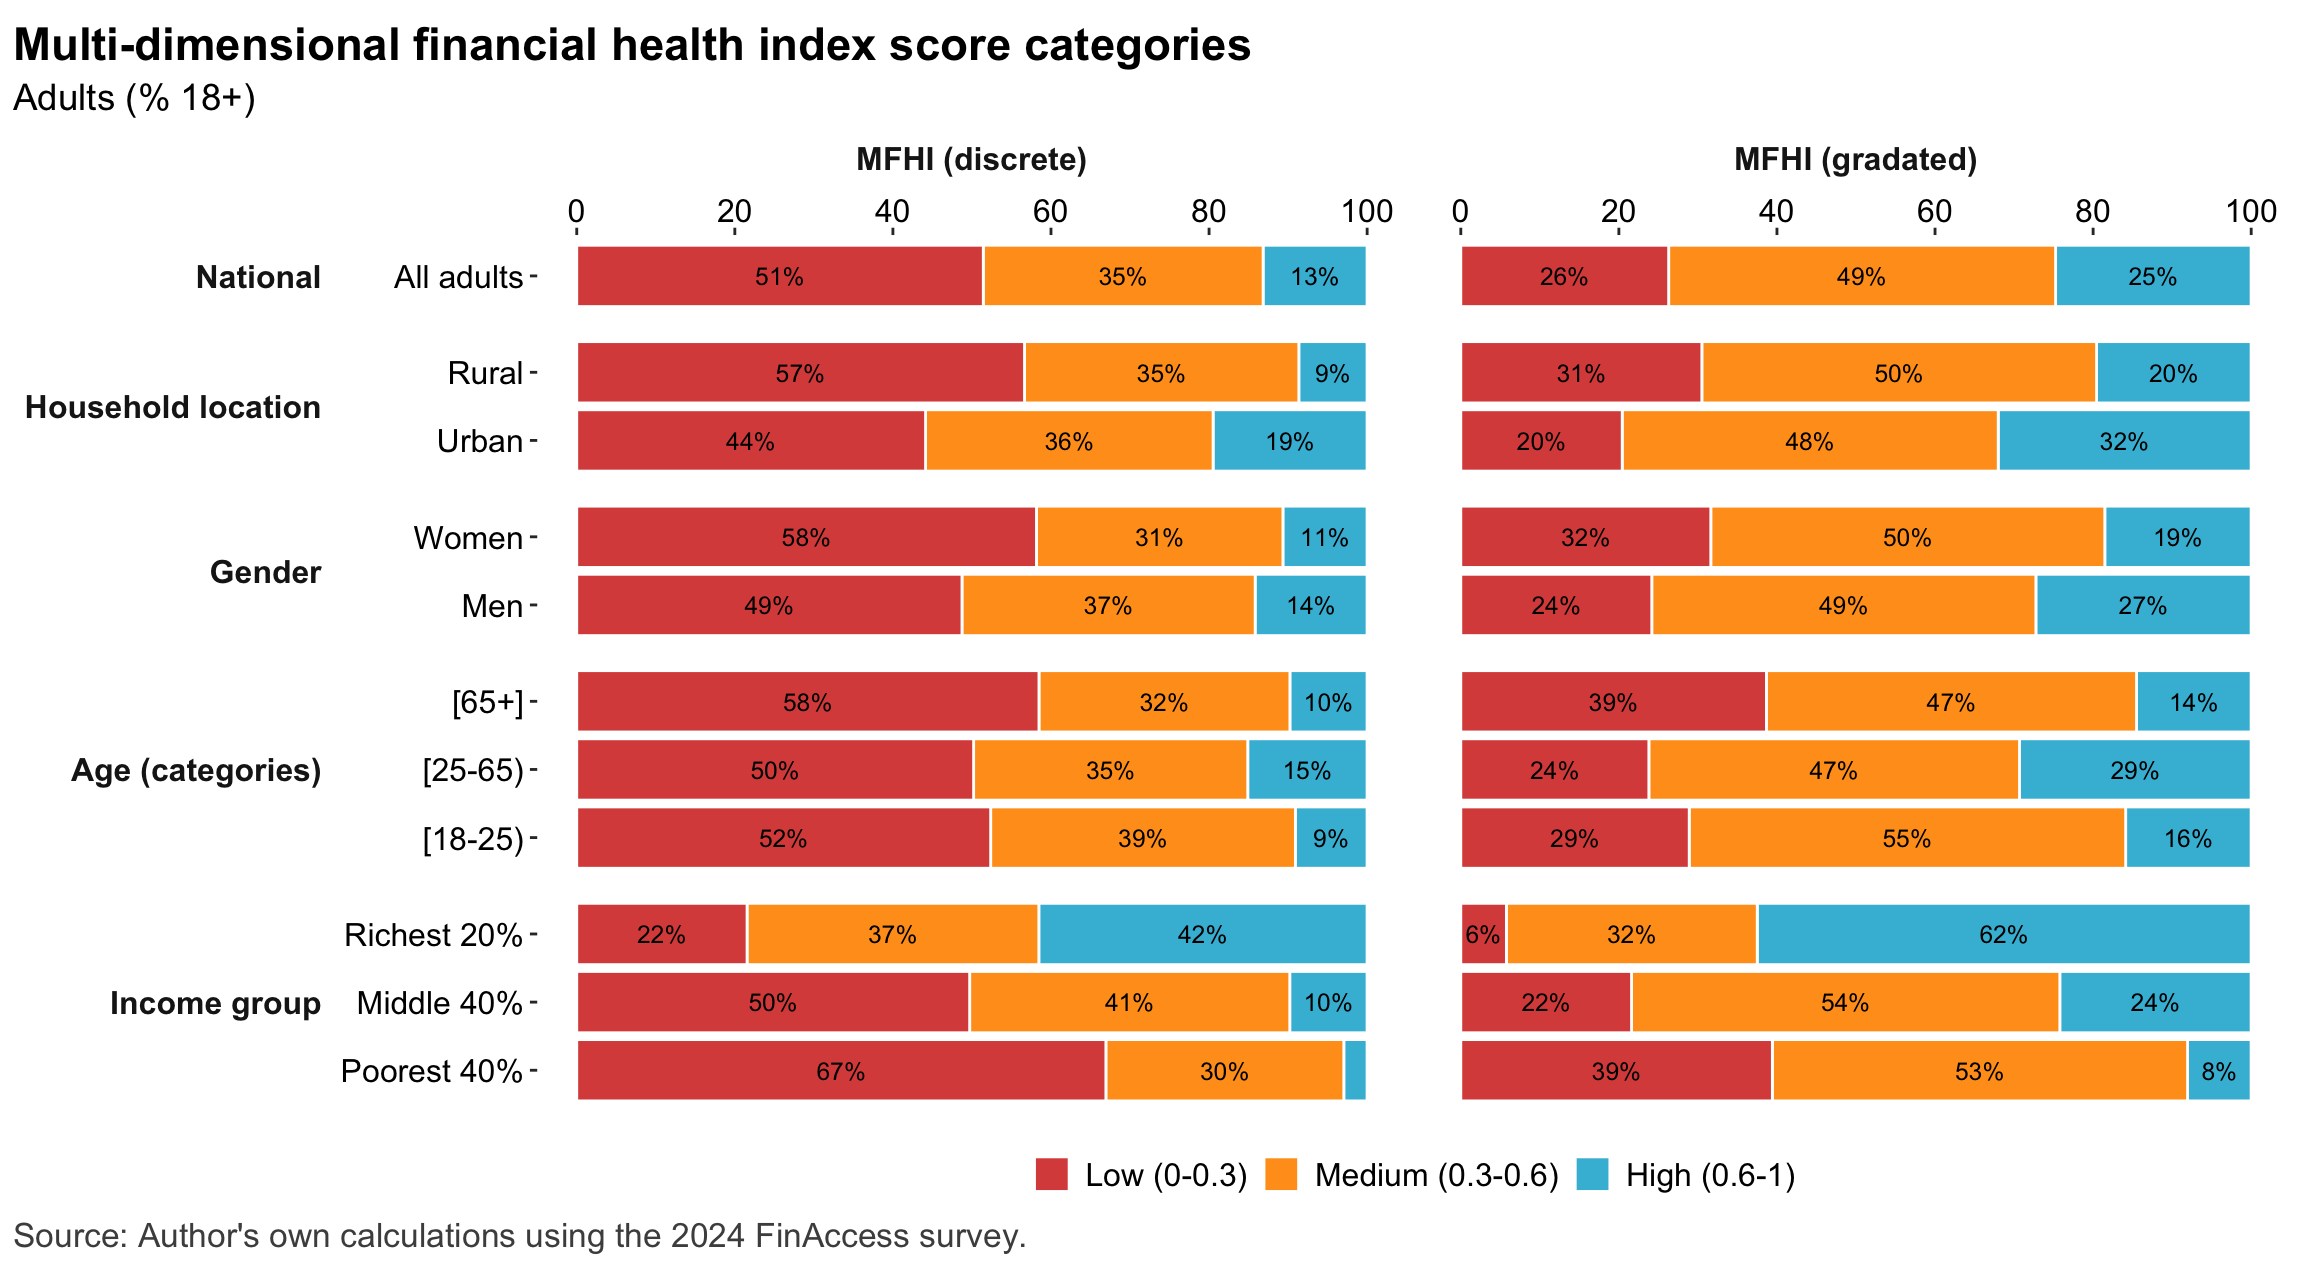 Multi-dimensional financial health index score categories
Adults (% 18+)
MFHI (discrete) MFHI (gradated)
0 20 40 60 80 100 0 20 40 60 80 100
National All adults 51% 35% 13% 26% 49% 25%
Rural 57% 35% 9% 31% 50% 20%
Household location
Urban 44% 36% 19% 20% 48% 32%
Women 58% 31% 11% 32% 50% 19%
Gender
Men 49% 37% 14% 24% 49% 27%
[65+] 58% 32% 10% 39% 47% 14%
Age (categories) [25-65) 50% 35% 15% 24% 47% 29%
[18-25) 52% 39% 9% 29% 55% 16%
Richest 20% 22% 37% 42% 6% 32% 62%
Income group Middle 40% 50% 41% 10% 22% 54% 24%
Poorest 40% 67% 30% 39% 53% 8%
Low (0-0.3) Medium (0.3-0.6) High (0.6-1)
Source: Author's own calculations using the 2024 FinAccess survey.